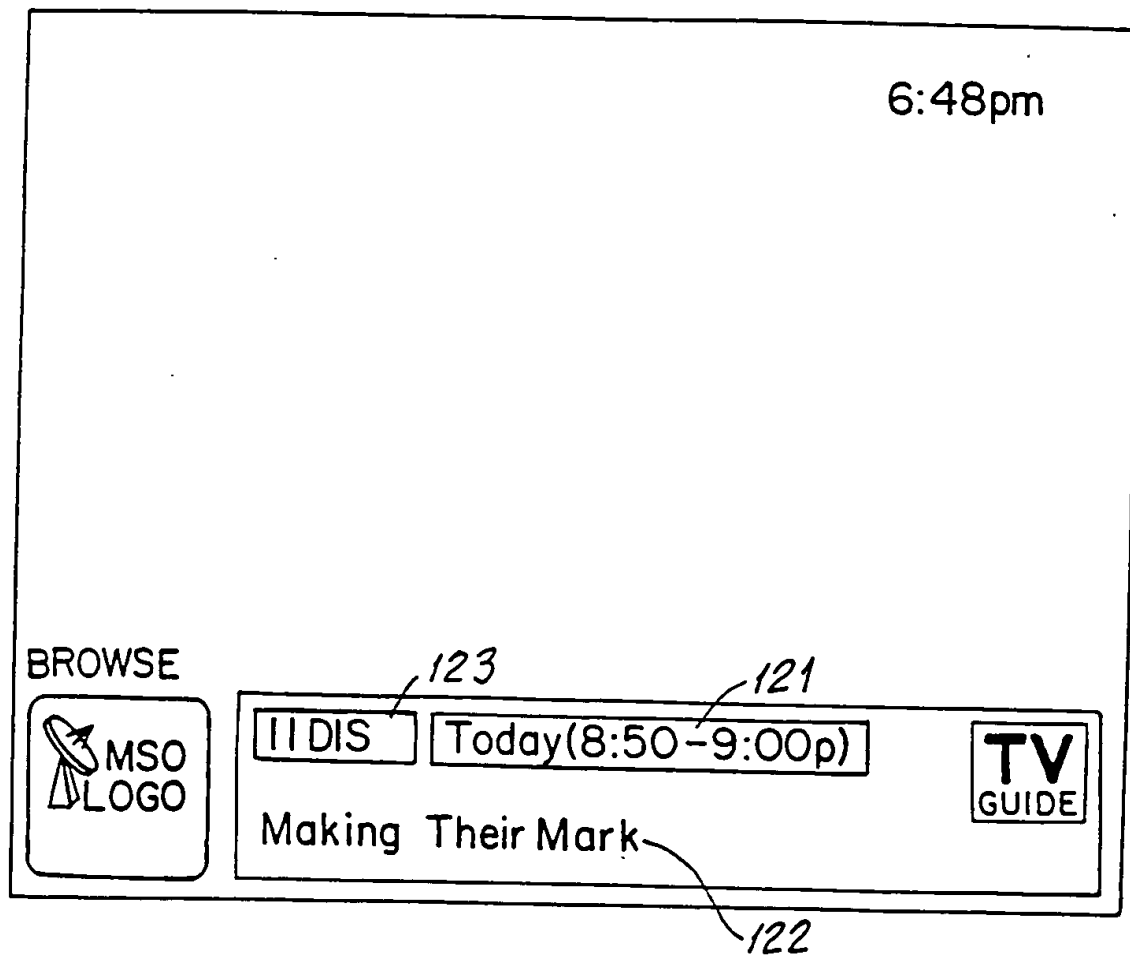 6:48pm
BROWSE
123
121
11 DIS
Today(8:50-9:00p)
TV
GUIDE
MSO
LOGO
Making Their Mark
122